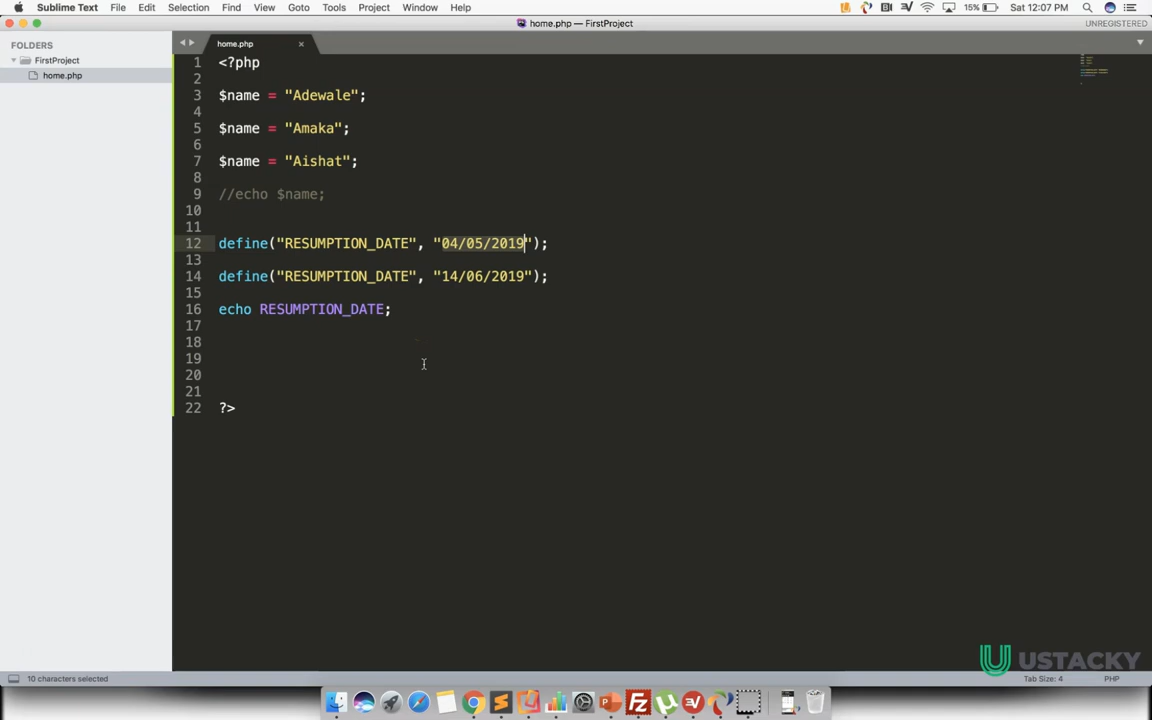 Sublime Text File Edit Selection Find View Goto Tools Project Window Help 15% Sat 12:07 PM
home.php — FirstProject UNREGISTERED
FOLDERS
FirstProject
home.php
home.php
1 <?php
2
3 $name = "Adewale";
4
5 $name = "Amaka";
6
7 $name = "Aishat";
8
9 //echo $name;
10
11
12 define("RESUMPTION_DATE", "04/05/2019");
13
14 define("RESUMPTION_DATE", "14/06/2019");
15
16 echo RESUMPTION_DATE;
17
18
19
20
21
22 ?>
USTACKY
10 characters selected Tab Size: 4 PHP